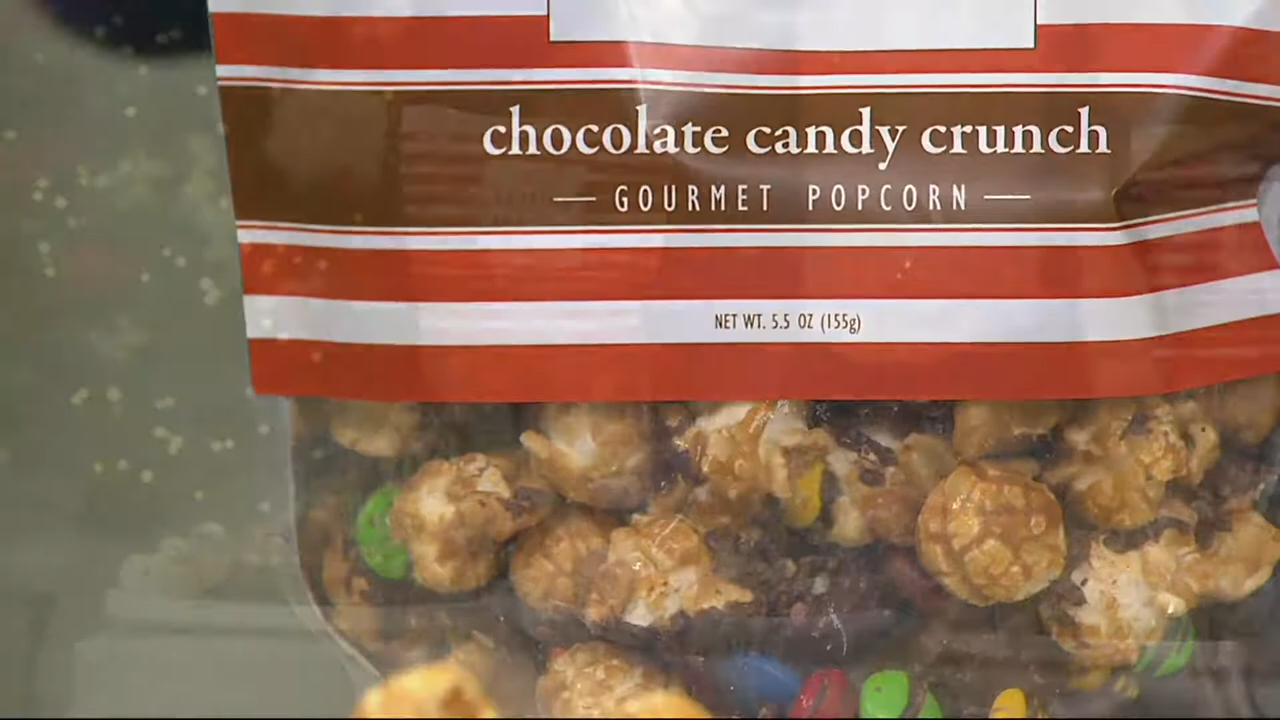 chocolate candy crunch
— GOURMET POPCORN —
NET WT. 5.5 OZ (155g)